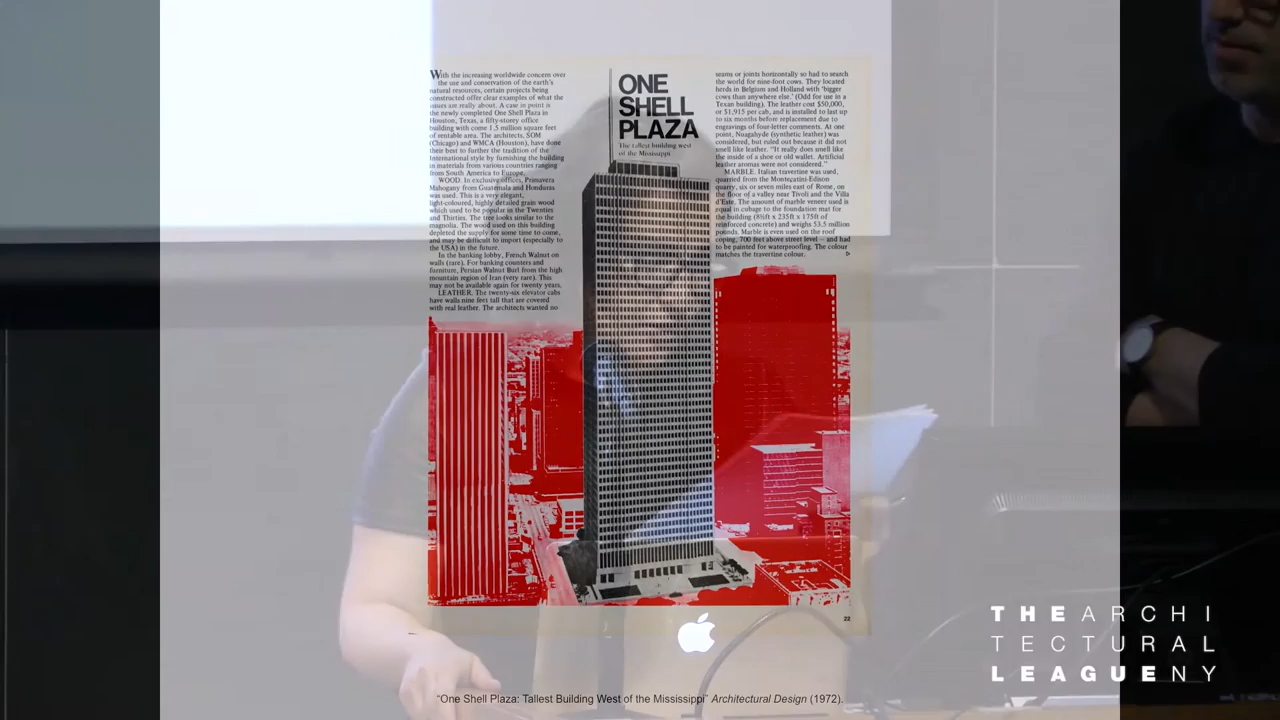 With the increasing worldwide concern over
the use and conservation of the earth's
natural resources, certain projects being
constructed offer clear examples of what the
issues are really about. A case in point is
the newly completed One Shell Plaza in
Houston, Texas, a fifty-storey office
building with come 1.5 million square feet
of rentable area. The architects, SOM
(Chicago) and WMCA (Houston), have done
their best to further the tradition of the
International style by furnishing the building
in materials from various countries ranging
from South America to Europe.
WOOD. In exclusive offices, Primavera
Mahogany from Guatemala and Honduras
was used. This is a very elegant,
light-coloured, highly detailed grain wood
which used to be popular in the Twenties
and Thirties. The tree looks similar to the
magnolia. The wood used on this building
depleted the supply for some time to come,
and may be difficult to import (especially to
the USA) in the future.
In the banking lobby, French Walnut on
walls (rare). For banking counters and
furniture, Persian Walnut Burl from the high
mountain region of Iran (very rare). This
may not be available again for twenty years.
LEATHER. The twenty-six elevator cabs
have walls nine feet tall that are covered
with real leather. The architects wanted no
ONE
SHELL
PLAZA
The tallest building west
of the Mississippi
seams or joints horizontally so had to search
the world for nine-foot cows. They located
herds in Belgium and Holland with 'bigger
cows than anywhere else.' (Odd for use in a
Texan building). The leather cost $50,000,
or $1,915 per cab, and is installed to last up
to six months before replacement due to
engravings of four-letter comments. At one
point, Nuagahyde (synthetic leather) was
considered, but ruled out because it did not
smell like leather. "It really does smell like
the inside of a shoe or old wallet. Artificial
leather aromas were not considered."
MARBLE. Italian travertine was used,
quarried from the Montecatini-Edison
quarry, six or seven miles east of Rome, on
the floor of a valley near Tivoli and the Villa
d'Este. The amount of marble veneer used is
equal in cubage to the foundation mat for
the building (8½ft x 235ft x 175ft of
reinforced concrete) and weighs 53.5 million
pounds. Marble is even used on the roof
coping, 700 feet above street level – and had
to be painted for waterproofing. The colour
matches the travertine colour.
22
THE ARCHI
TECTURAL
LEAGUE NY
"One Shell Plaza: Tallest Building West of the Mississippi" Architectural Design (1972).